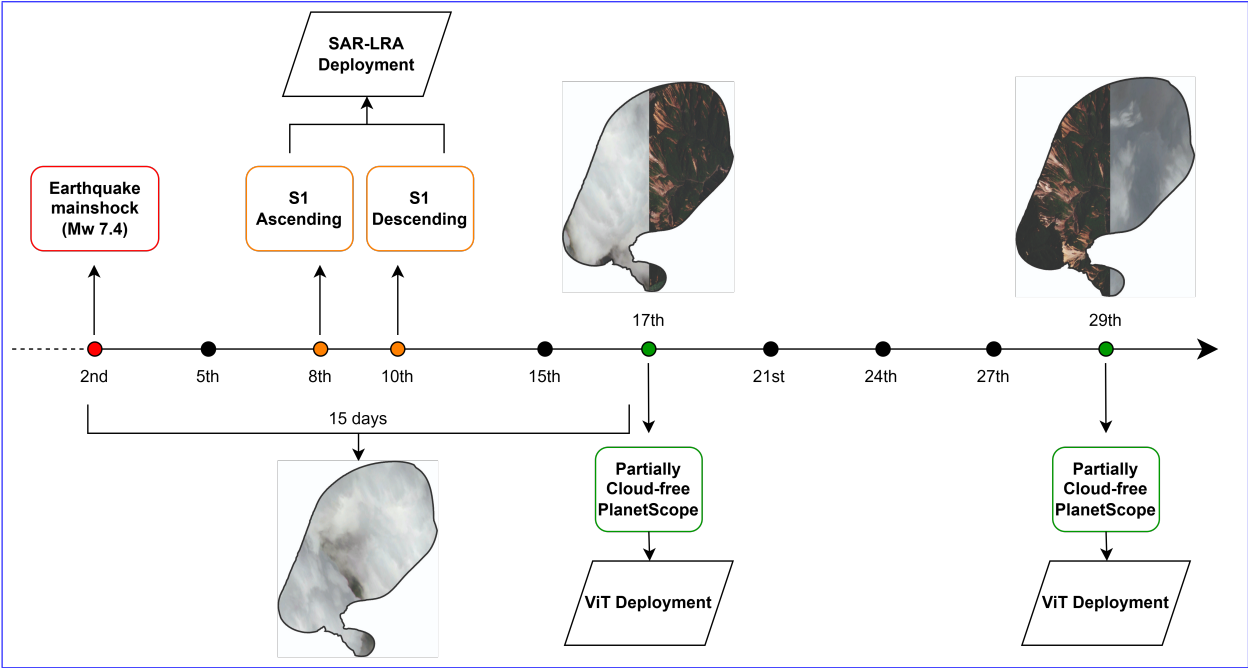 SAR-LRA
Deployment
Earthquake
mainshock
(Mw 7.4)
S1
Ascending
S1
Descending
17th
29th
2nd
5th
8th
10th
15th
21st
24th
27th
15 days
Partially
Cloud-free
PlanetScope
Partially
Cloud-free
PlanetScope
ViT Deployment
ViT Deployment